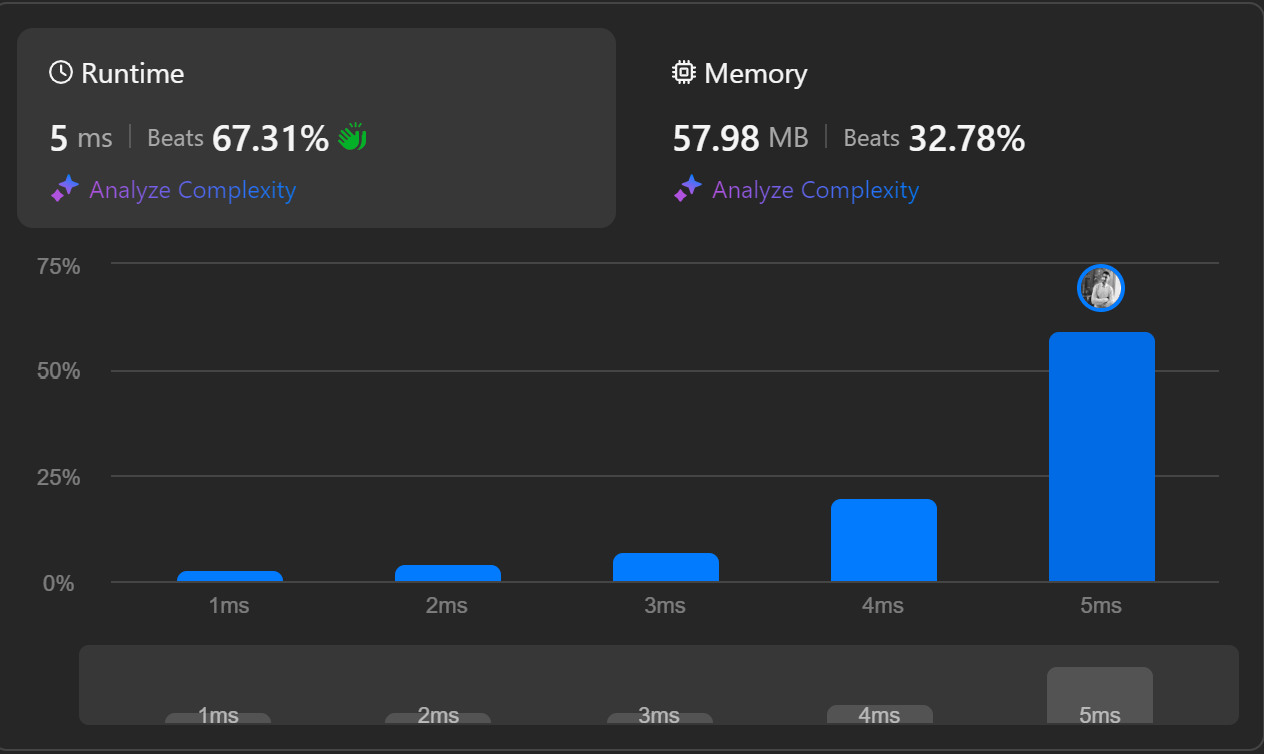 Runtime
5 ms | Beats 67.31%
Analyze Complexity
Memory
57.98 MB | Beats 32.78%
Analyze Complexity
75%
50%
25%
0%
1ms 2ms 3ms 4ms 5ms
1ms 2ms 3ms 4ms 5ms